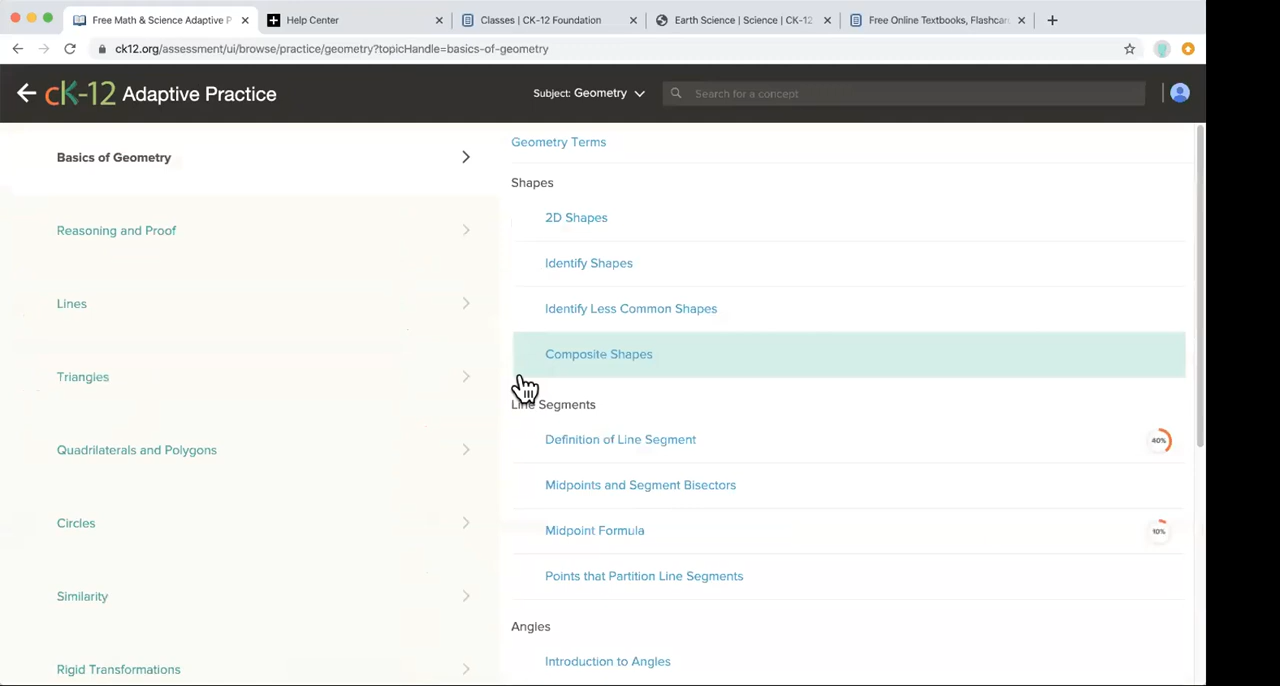 Free Math & Science Adaptive P
Help Center
Classes | CK-12 Foundation
Earth Science | Science | CK-12
Free Online Textbooks, Flashcar
ck12.org/assessment/ui/browse/practice/geometry?topicHandle=basics-of-geometry
cK-12 Adaptive Practice
Subject: Geometry
Search for a concept
Basics of Geometry
Reasoning and Proof
Lines
Triangles
Quadrilaterals and Polygons
Circles
Similarity
Rigid Transformations
Geometry Terms
Shapes
2D Shapes
Identify Shapes
Identify Less Common Shapes
Composite Shapes
Line Segments
Definition of Line Segment
40%
Midpoints and Segment Bisectors
Midpoint Formula
10%
Points that Partition Line Segments
Angles
Introduction to Angles